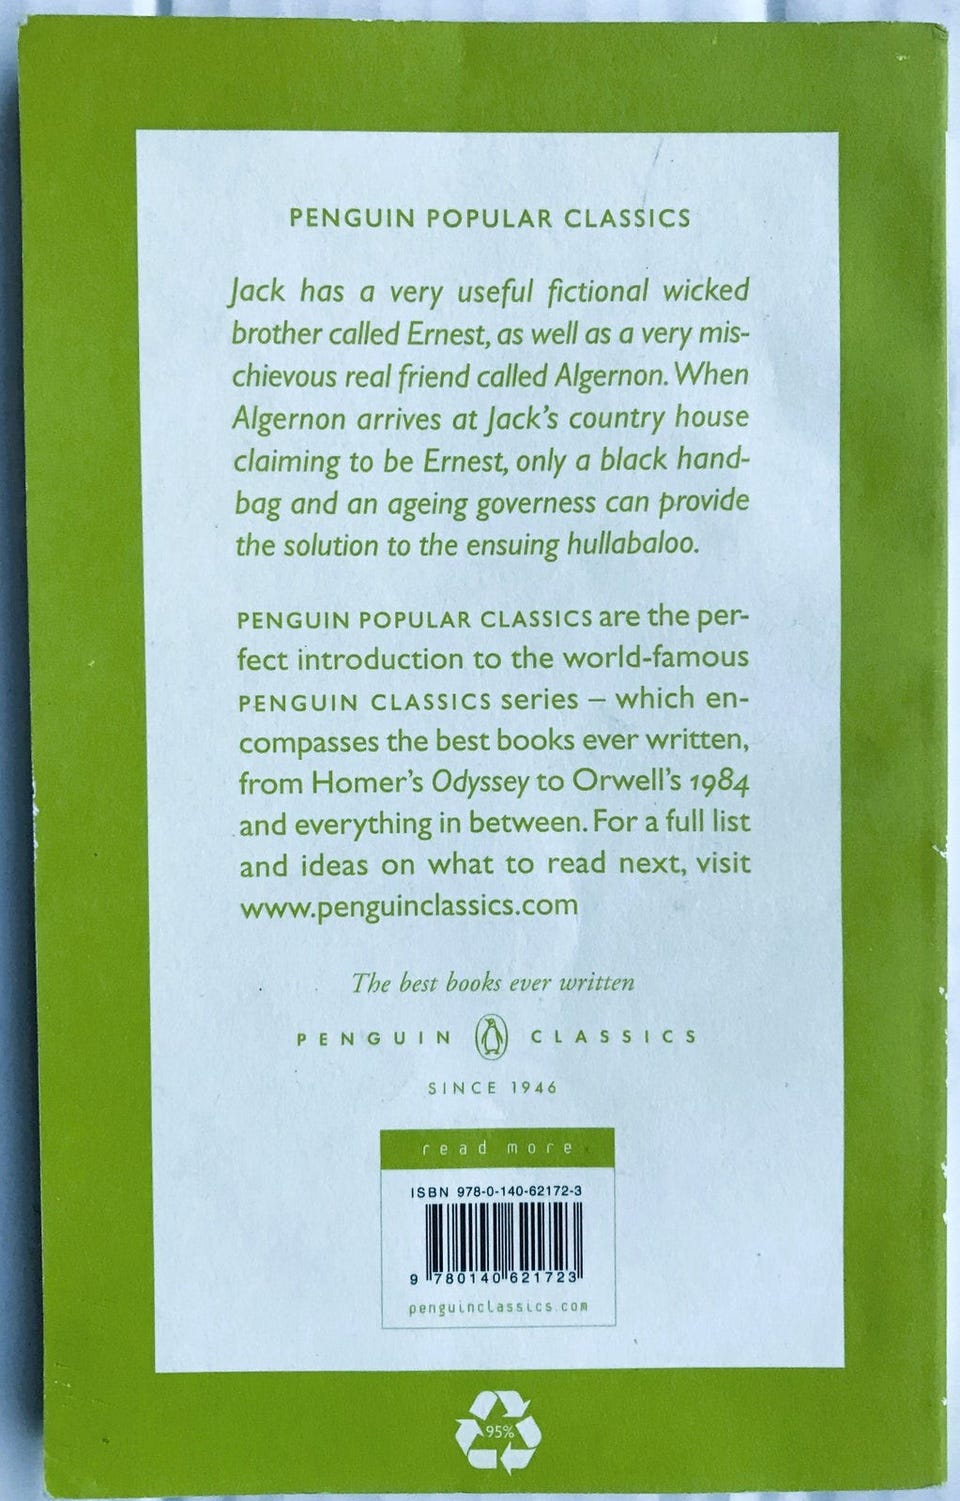 PENGUIN POPULAR CLASSICS
Jack has a very useful fictional wicked
brother called Ernest, as well as a very mis-
chievous real friend called Algernon. When
Algernon arrives at Jack's country house
claiming to be Ernest, only a black hand-
bag and an ageing governess can provide
the solution to the ensuing hullabaloo.
PENGUIN POPULAR CLASSICS are the per-
fect introduction to the world-famous
PENGUIN CLASSICS series – which en-
compasses the best books ever written,
from Homer's Odyssey to Orwell's 1984
and everything in between. For a full list
and ideas on what to read next, visit
www.penguinclassics.com
The best books ever written
PENGUIN CLASSICS
SINCE 1946
read more
ISBN 978-0-140-62172-3
9 780140 621723
penguinclassics.com
95%